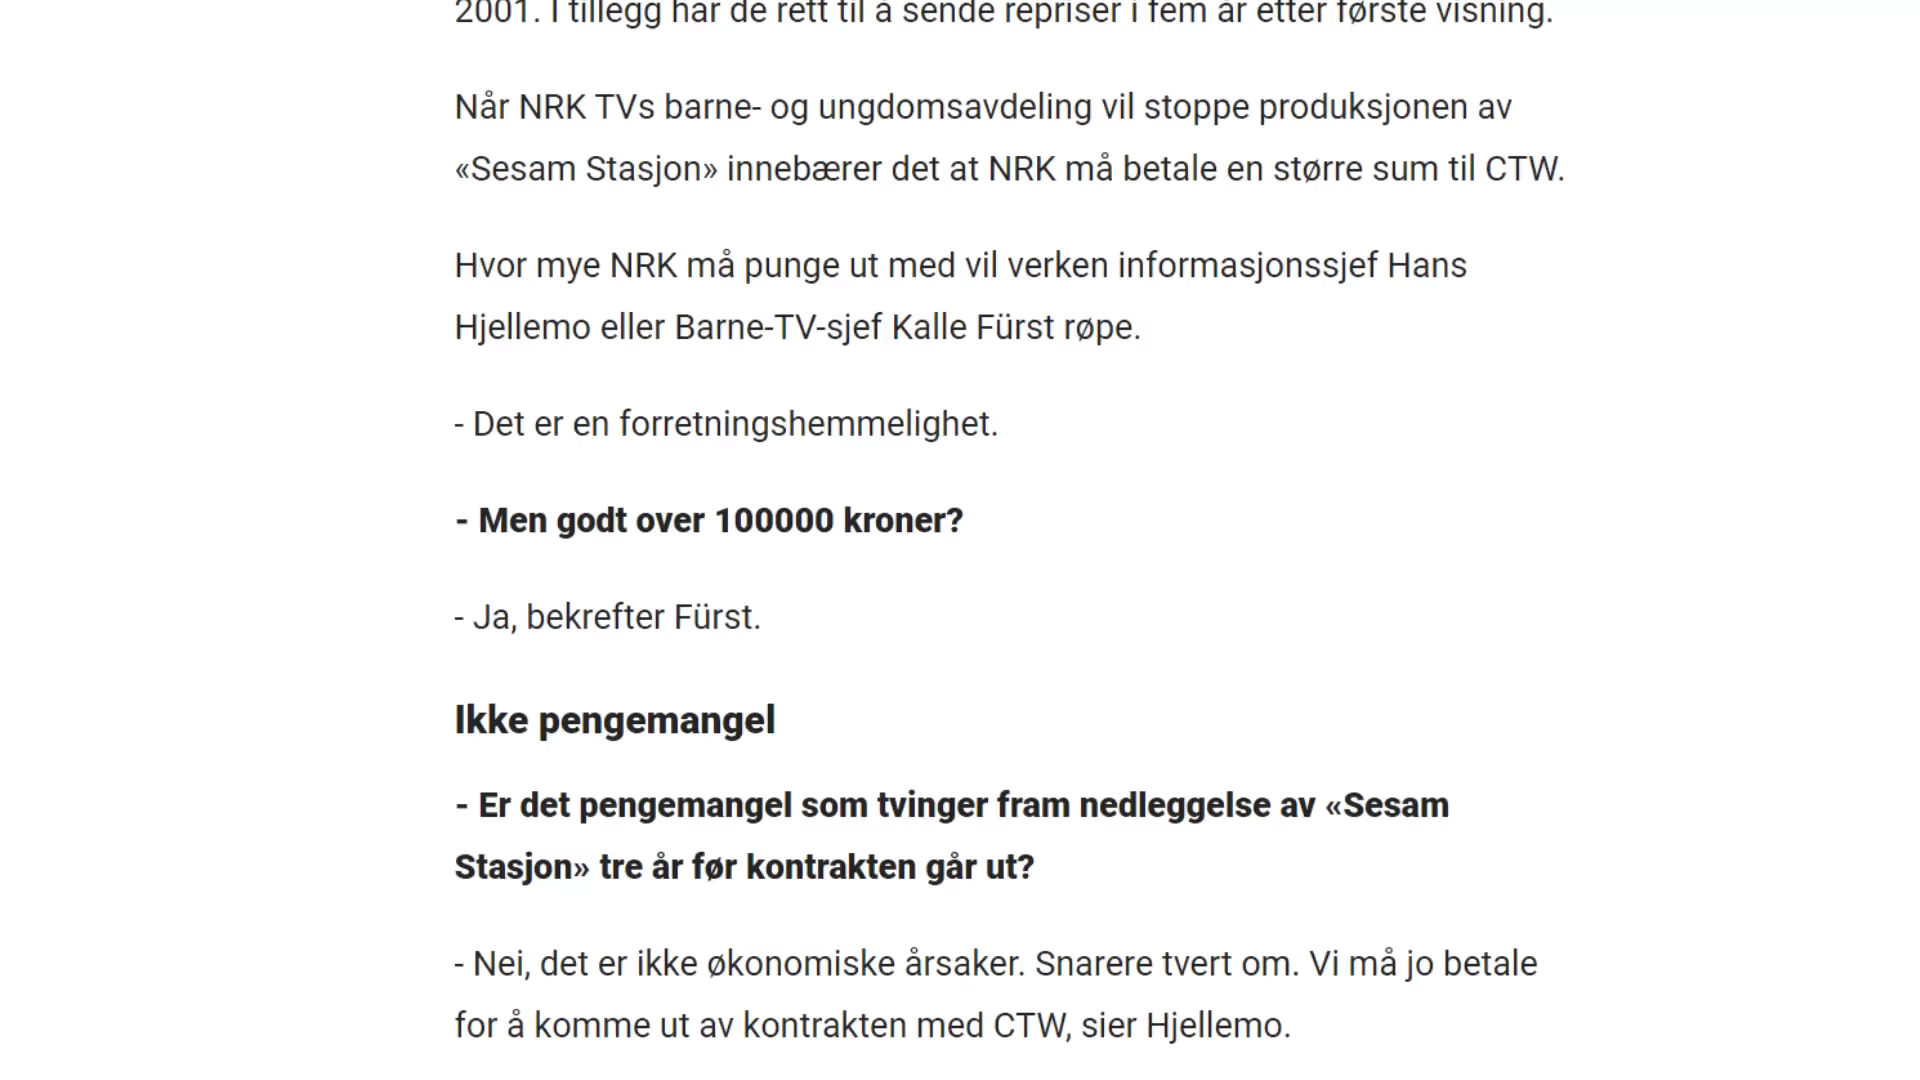 2001. I tillegg har de rett til å sende repriser i fem år etter første visning.
Når NRK TVs barne- og ungdomsavdeling vil stoppe produksjonen av
«Sesam Stasjon» innebærer det at NRK må betale en større sum til CTW.
Hvor mye NRK må punge ut med vil verken informasjonssjef Hans
Hjellemo eller Barne-TV-sjef Kalle Fürst røpe.
- Det er en forretningshemmelighet.
- Men godt over 100000 kroner?
- Ja, bekrefter Fürst.
Ikke pengemangel
- Er det pengemangel som tvinger fram nedleggelse av «Sesam
Stasjon» tre år før kontrakten går ut?
- Nei, det er ikke økonomiske årsaker. Snarere tvert om. Vi må jo betale
for å komme ut av kontrakten med CTW, sier Hjellemo.